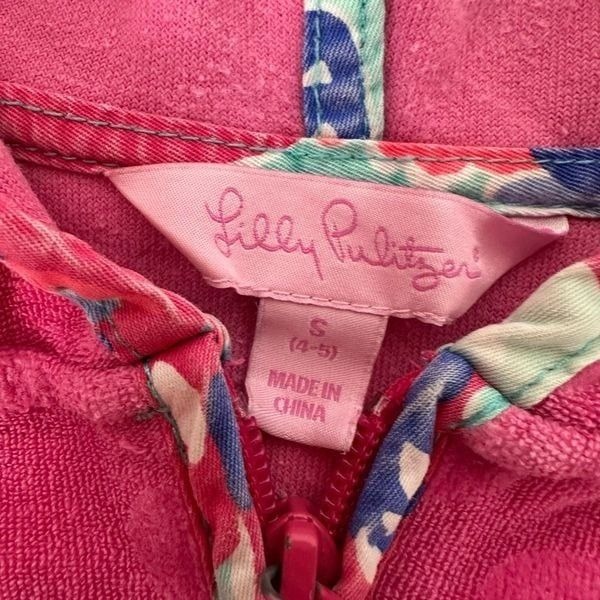 Lilly Pulitzer®
S
(4-5)
MADE IN
CHINA